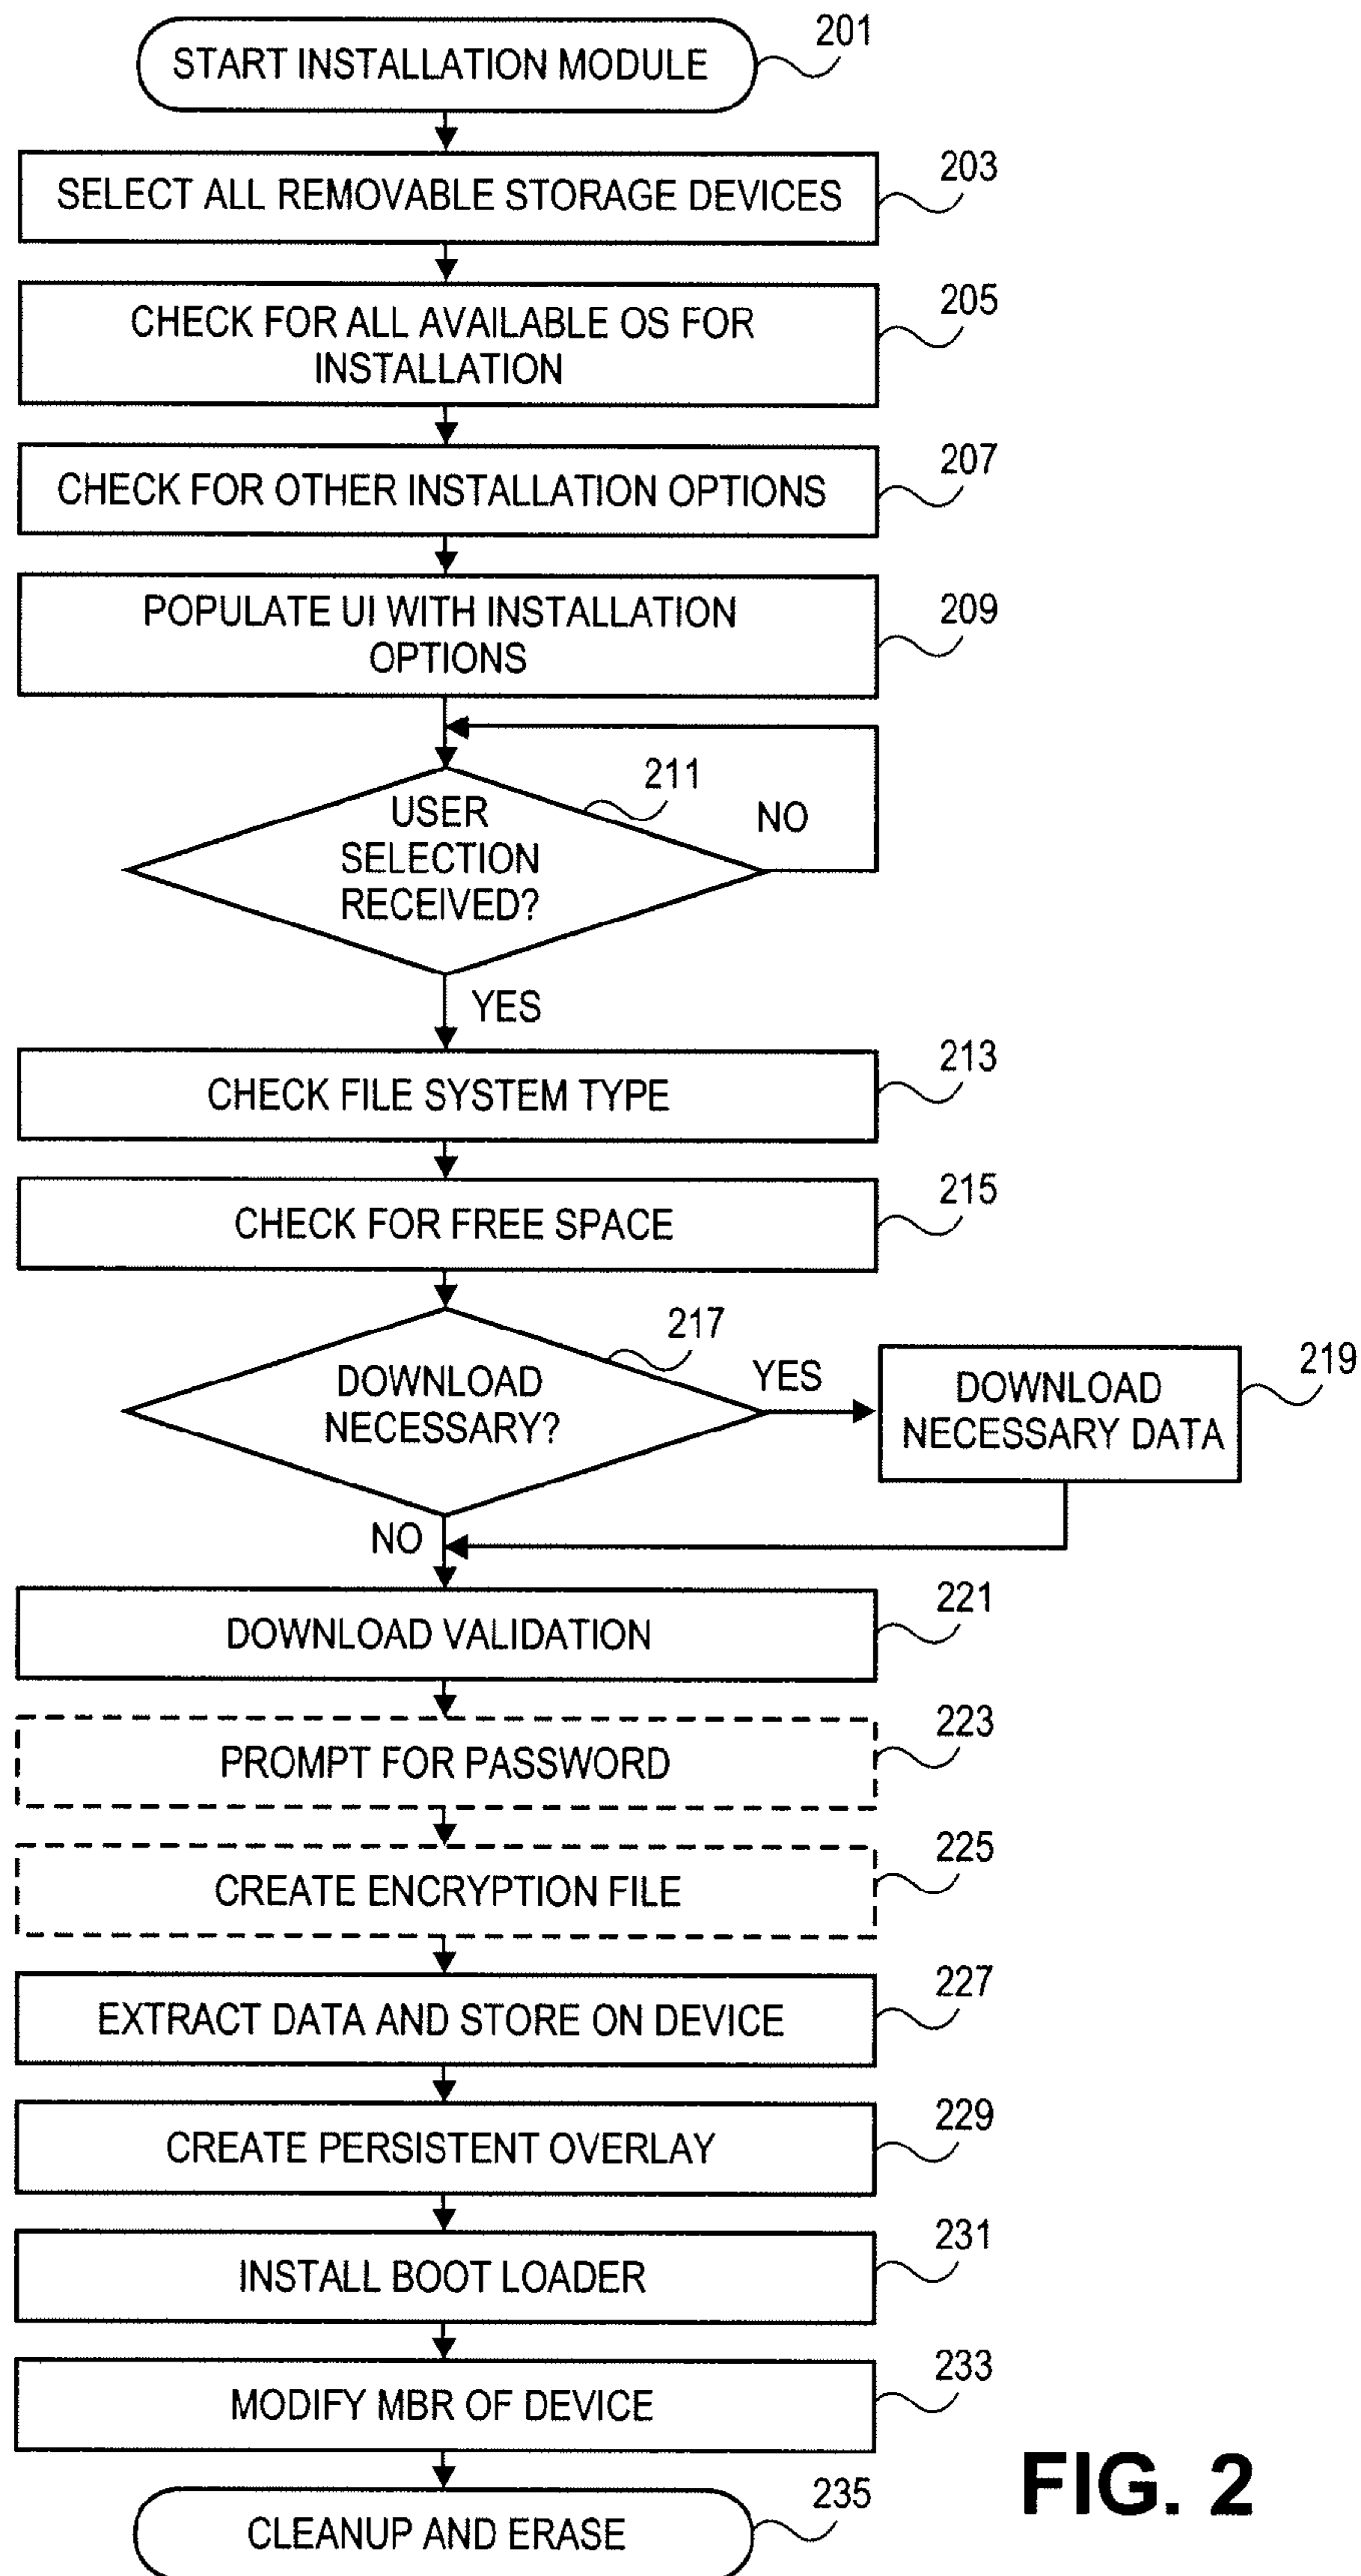 START INSTALLATION MODULE
201
SELECT ALL REMOVABLE STORAGE DEVICES
203
CHECK FOR ALL AVAILABLE OS FOR
INSTALLATION
205
CHECK FOR OTHER INSTALLATION OPTIONS
207
POPULATE UI WITH INSTALLATION
OPTIONS
209
USER
SELECTION
RECEIVED?
211
NO
YES
CHECK FILE SYSTEM TYPE
213
CHECK FOR FREE SPACE
215
DOWNLOAD
NECESSARY?
217
YES
DOWNLOAD
NECESSARY DATA
219
NO
DOWNLOAD VALIDATION
221
PROMPT FOR PASSWORD
223
CREATE ENCRYPTION FILE
225
EXTRACT DATA AND STORE ON DEVICE
227
CREATE PERSISTENT OVERLAY
229
INSTALL BOOT LOADER
231
MODIFY MBR OF DEVICE
233
CLEANUP AND ERASE
235
FIG. 2